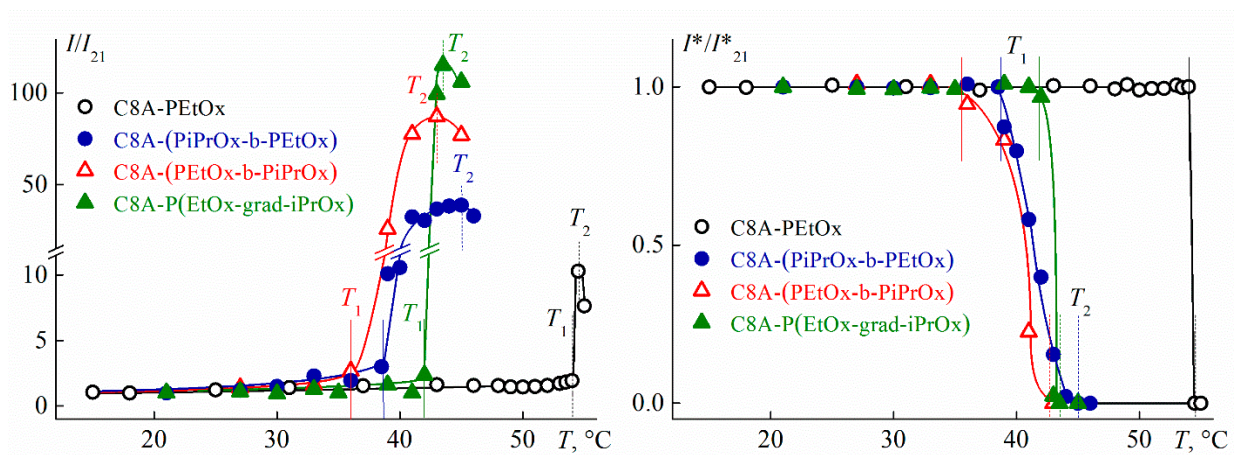 I/I21
100
50
10
5
0
C8A-PEtOx
C8A-(PiPrOx-b-PEtOx)
C8A-(PEtOx-b-PiPrOx)
C8A-P(EtOx-grad-iPrOx)
T2
T2
T2
T2
T1
T1
T1
20
30
40
50
T, °C
I*/I*21
1.0
0.5
0.0
T1
C8A-PEtOx
C8A-(PiPrOx-b-PEtOx)
C8A-(PEtOx-b-PiPrOx)
C8A-P(EtOx-grad-iPrOx)
T2
20
30
40
50
T, °C